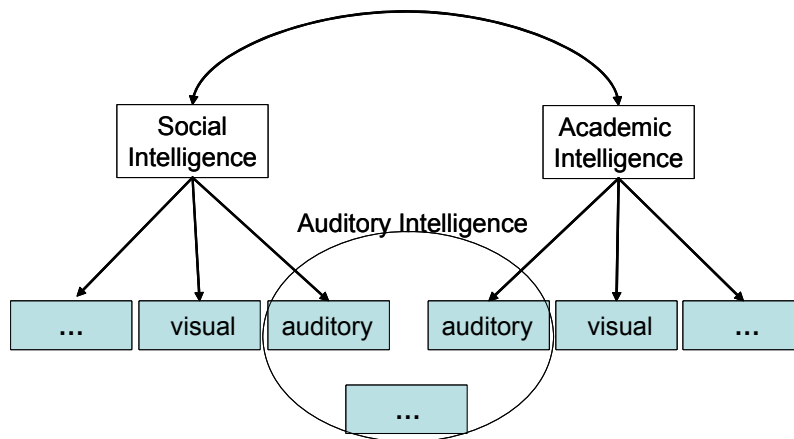 Social
Intelligence
Academic
Intelligence
Auditory Intelligence
...
visual
auditory
auditory
visual
...
...